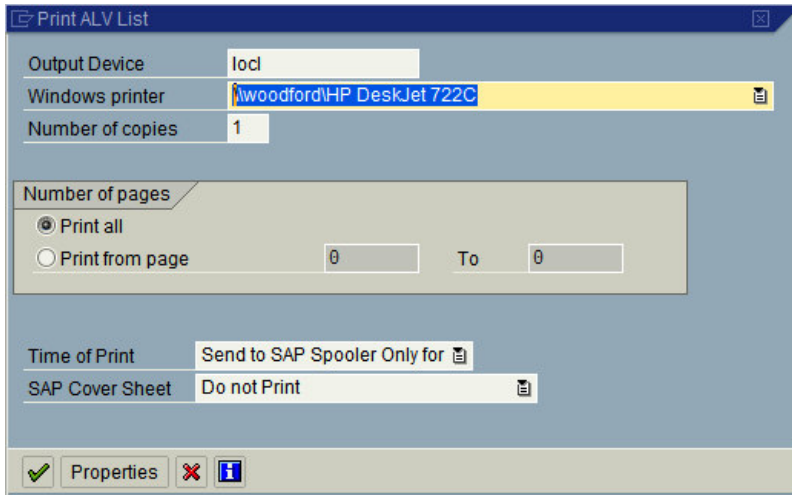 Print ALV List
Output Device locl
Windows printer \\woodford\HP DeskJet 722C
Number of copies 1
Number of pages
Print all
Print from page 0 To 0
Time of Print Send to SAP Spooler Only for
SAP Cover Sheet Do not Print
Properties